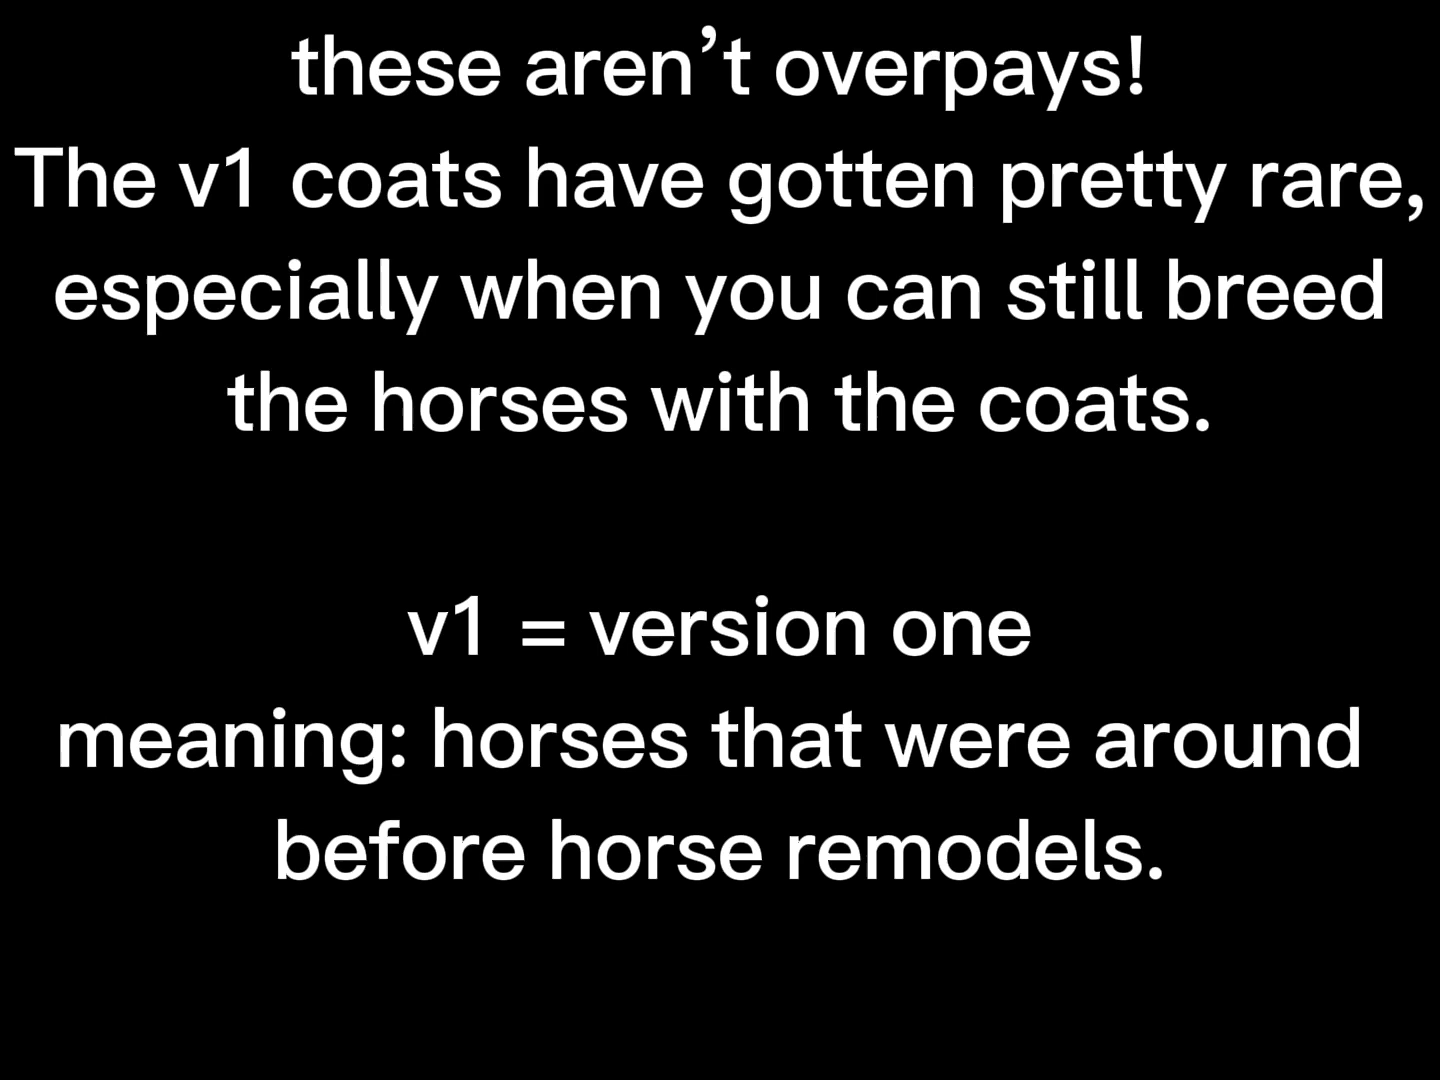 these aren’t overpays!
The v1 coats have gotten pretty rare,
especially when you can still breed
the horses with the coats.
v1 = version one
meaning: horses that were around
before horse remodels.